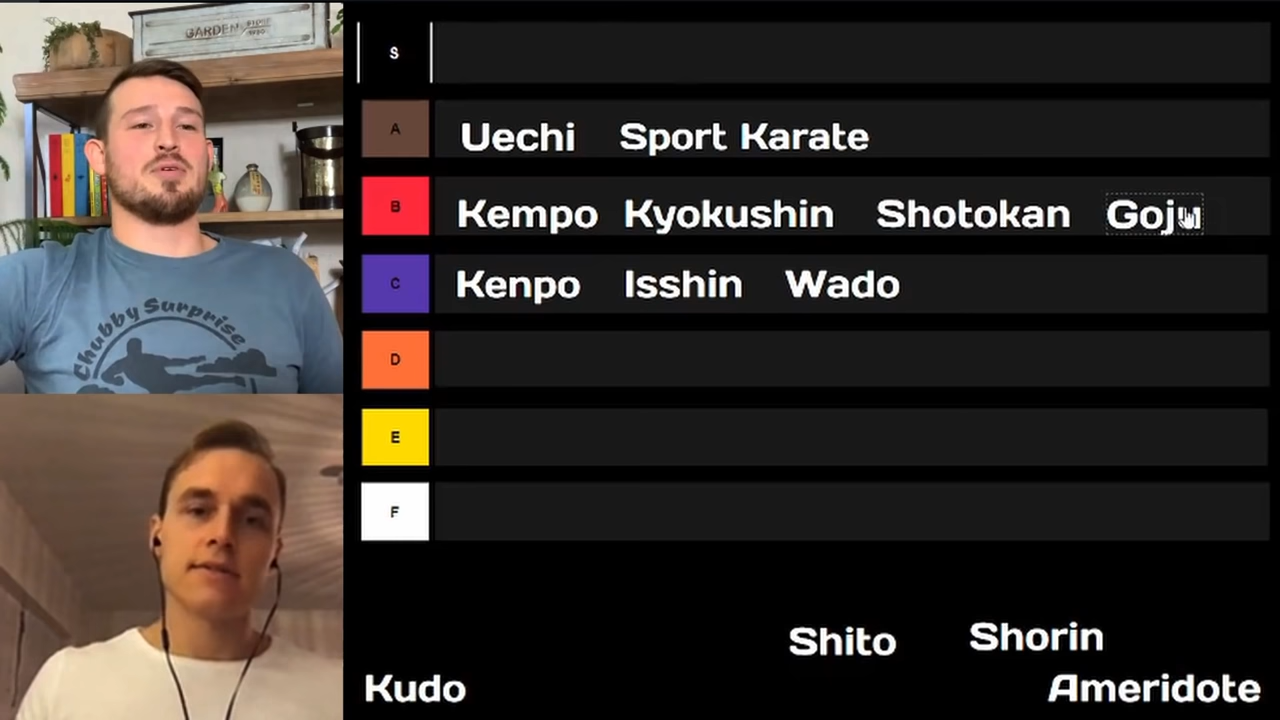 GARDEN
Chubby Surprise
S
A
Uechi Sport Karate
B
Kempo Kyokushin Shotokan Goju
C
Kenpo Isshin Wado
D
E
F
Shito Shorin
Kudo Ameridote